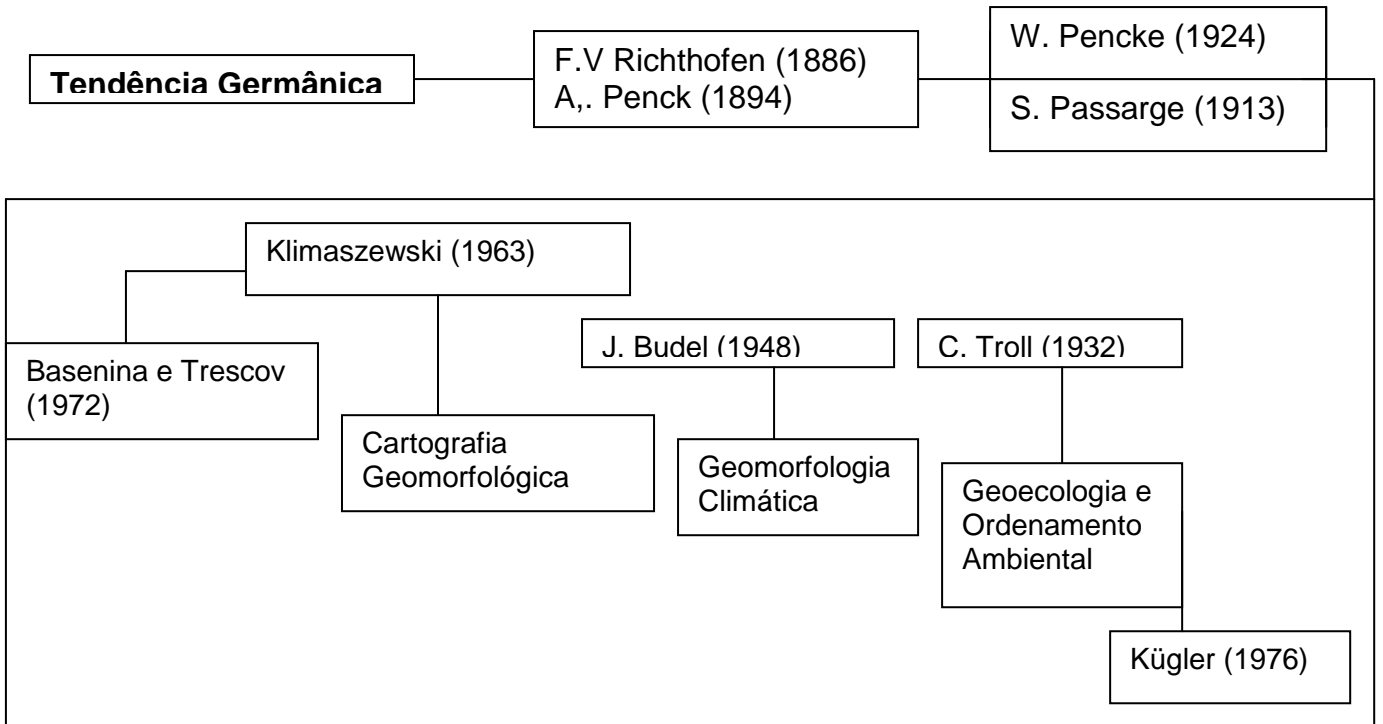 Tendência Germânica
F.V Richthofen (1886)
A,. Penck (1894)
W. Pencke (1924)
S. Passarge (1913)
Klimaszewski (1963)
Basenina e Trescov
(1972)
Cartografia
Geomorfológica
J. Budel (1948)
Geomorfologia
Climática
C. Troll (1932)
Geoecologia e
Ordenamento
Ambiental
Kügler (1976)